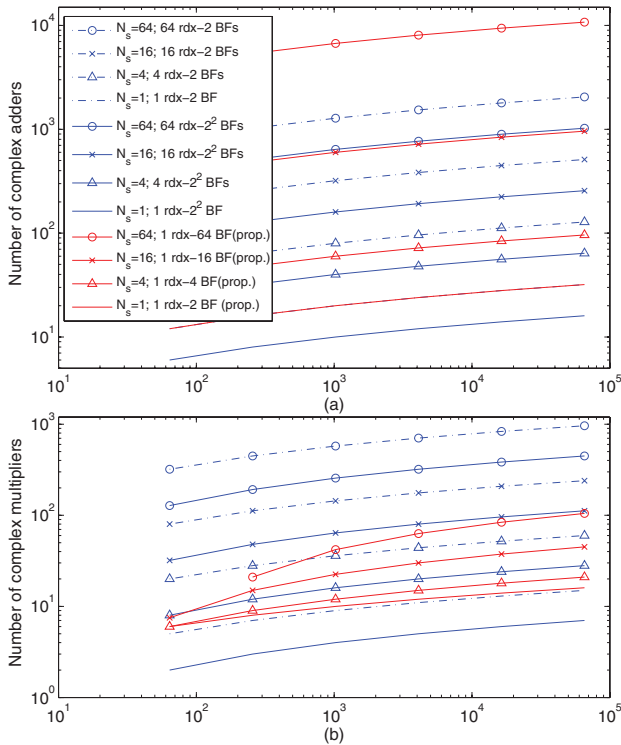 10^4
10^3
10^2
10^1
Number of complex adders
N_s=64; 64 rdx−2 BFs
N_s=16; 16 rdx−2 BFs
N_s=4; 4 rdx−2 BFs
N_s=1; 1 rdx−2 BF
N_s=64; 64 rdx−2^2 BFs
N_s=16; 16 rdx−2^2 BFs
N_s=4; 4 rdx−2^2 BFs
N_s=1; 1 rdx−2^2 BF
N_s=64; 1 rdx−64 BF(prop.)
N_s=16; 1 rdx−16 BF(prop.)
N_s=4; 1 rdx−4 BF(prop.)
N_s=1; 1 rdx−2 BF (prop.)
10^1 10^2 10^3 10^4 10^5
(a)
10^3
10^2
10^1
10^0
Number of complex multipliers
10^1 10^2 10^3 10^4 10^5
(b)